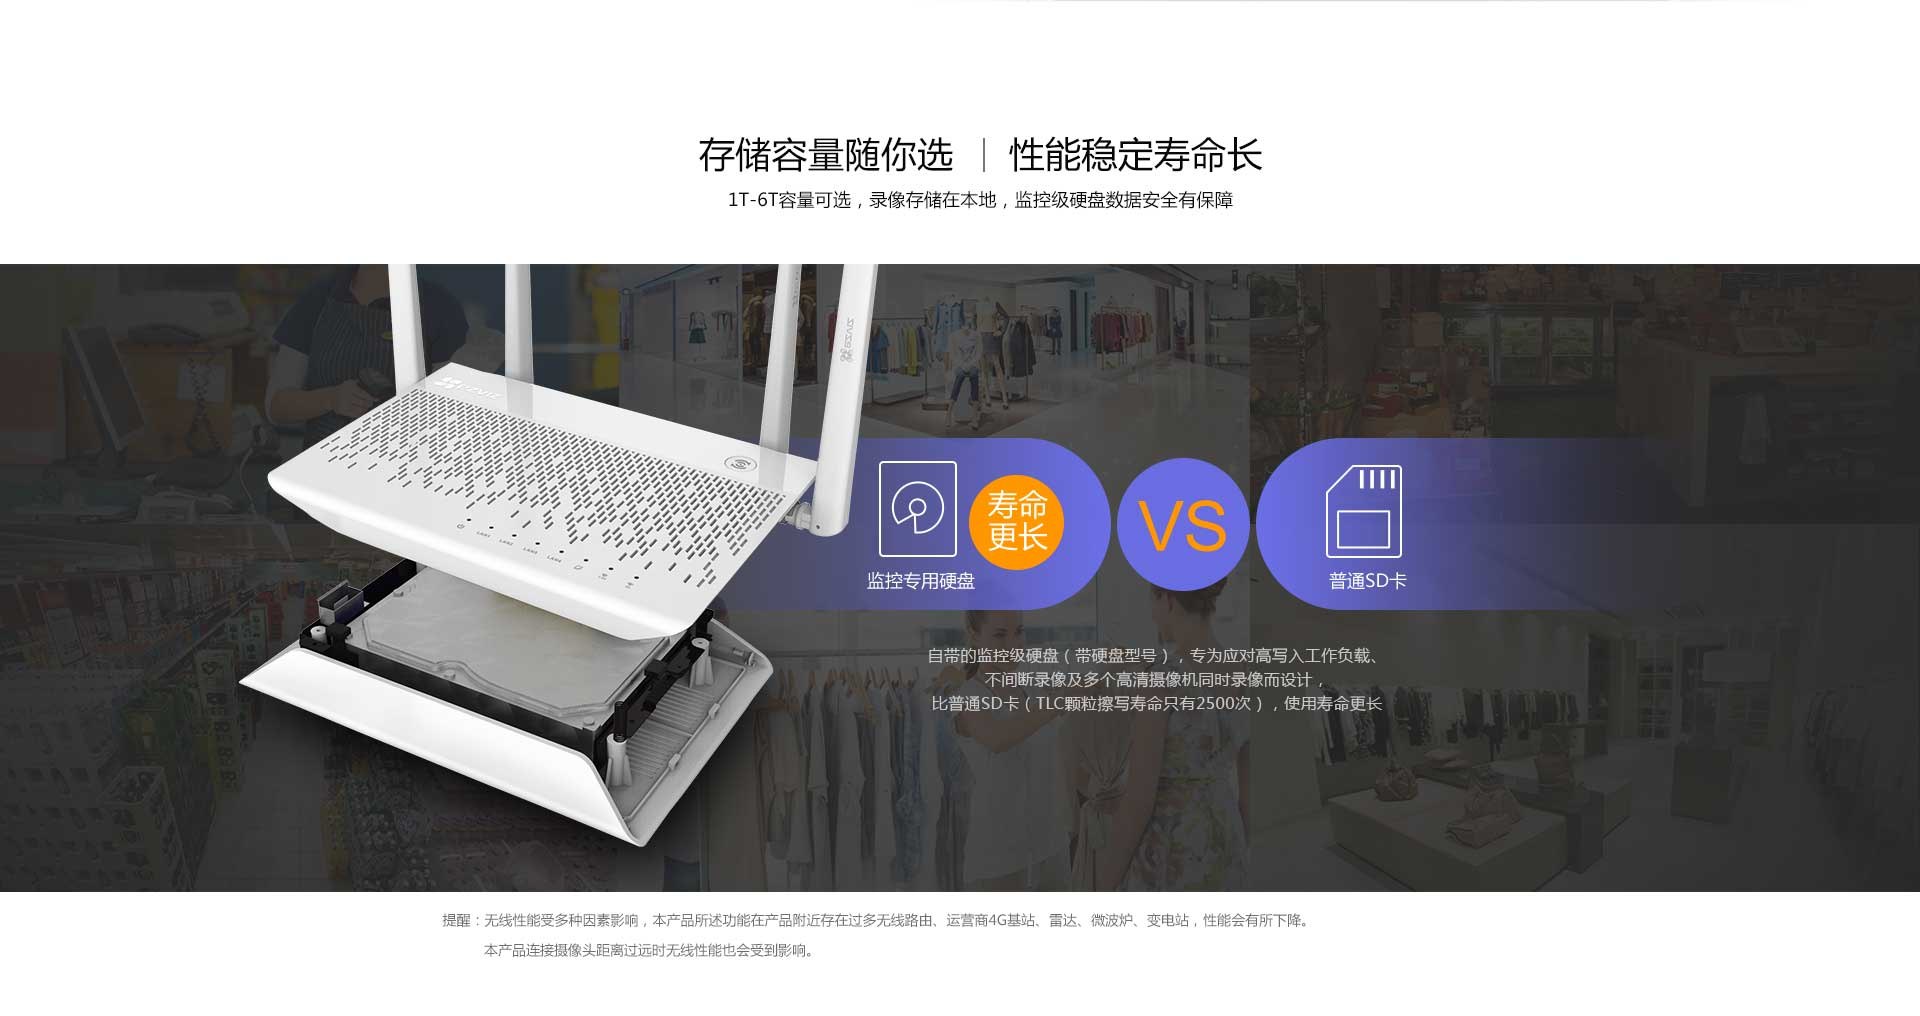 存储容量随你选 | 性能稳定寿命长
1T-6T容量可选，录像存储在本地，监控级硬盘数据安全有保障
EZVIZ
ezviz
寿命
更长
VS
监控专用硬盘
普通SD卡
LAN1 LAN2 LAN3 LAN4
自带的监控级硬盘（带硬盘型号），专为应对高写入工作负载、
不间断录像及多个高清摄像机同时录像而设计，
比普通SD卡（TLC颗粒擦写寿命只有2500次），使用寿命更长
提醒：无线性能受多种因素影响，本产品所述功能在产品附近存在过多无线路由、运营商4G基站、雷达、微波炉、变电站，性能会有所下降。
本产品连接摄像头距离过远时无线性能也会受到影响。